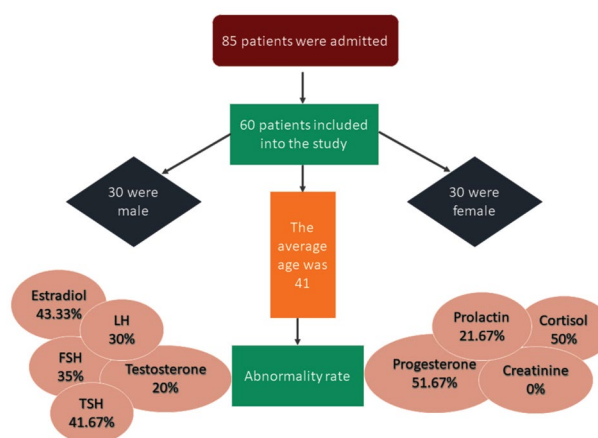 85 patients were admitted
60 patients included
into the study
30 were
male
30 were
female
The
average
age was
41
Estradiol
43.33%
LH
30%
FSH
35%
Testosterone
20%
TSH
41.67%
Abnormality rate
Prolactin
21.67%
Cortisol
50%
Progesterone
51.67%
Creatinine
0%